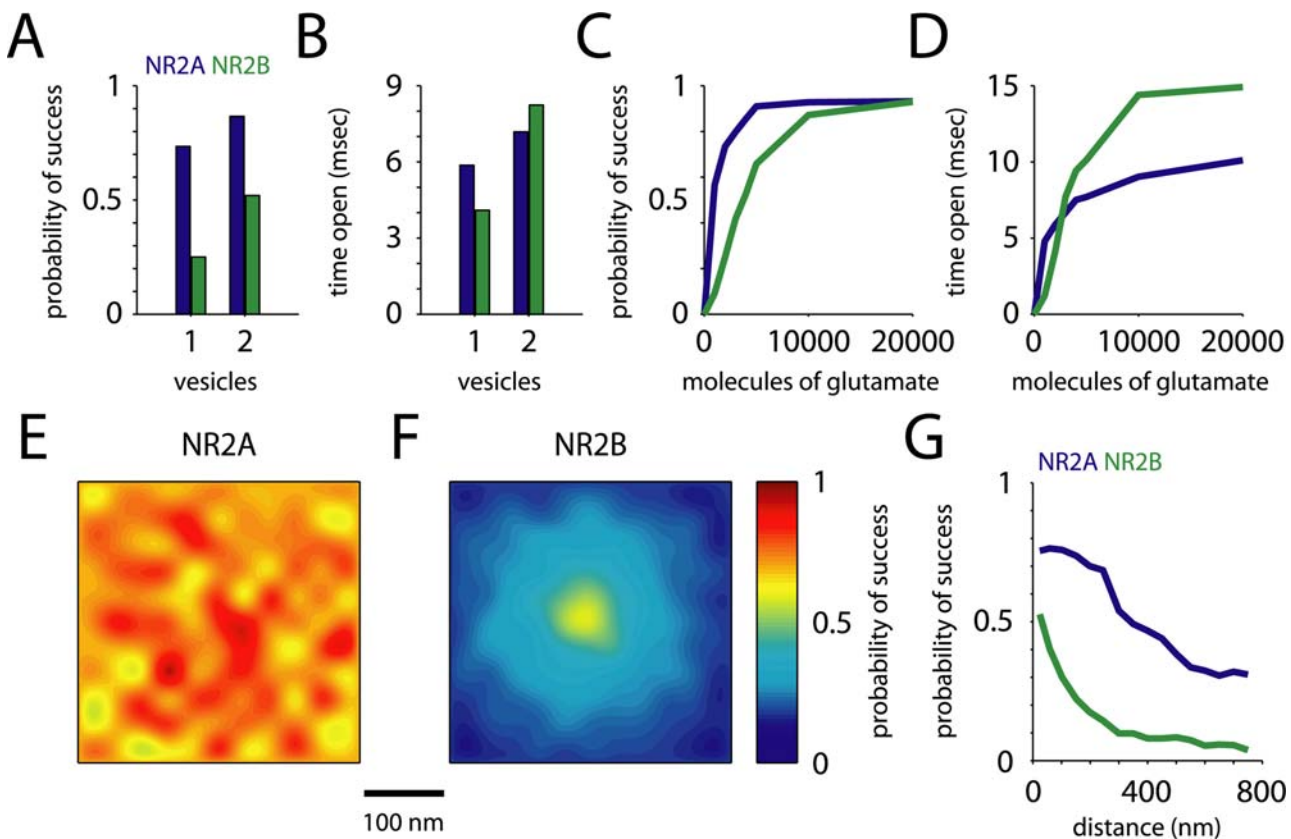 A
NR2A NR2B
probability of success
1
0.5
0
1 2
vesicles
B
time open (msec)
9
6
3
0
1 2
vesicles
C
probability of success
1
0.5
0
0 10000 20000
molecules of glutamate
D
time open (msec)
15
10
5
0
0 10000 20000
molecules of glutamate
E
NR2A
F
NR2B
1
0.5
0
probability of success
100 nm
G
NR2A NR2B
probability of success
1
0.5
0
0 400 800
distance (nm)